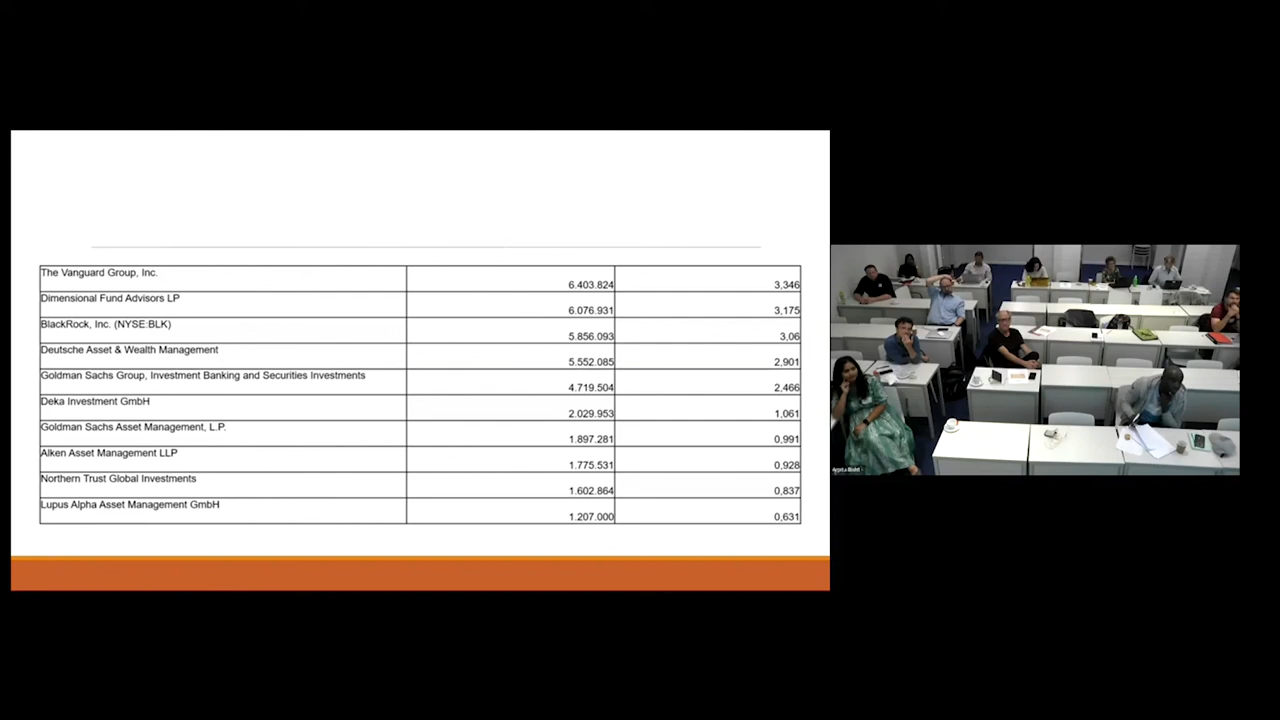 The Vanguard Group, Inc. 6.403.824 3,346
Dimensional Fund Advisors LP 6.076.931 3,175
BlackRock, Inc. (NYSE:BLK) 5.856.093 3,06
Deutsche Asset & Wealth Management 5.552.085 2,901
Goldman Sachs Group, Investment Banking and Securities Investments 4.719.504 2,466
Deka Investment GmbH 2.029.953 1,061
Goldman Sachs Asset Management, L.P. 1.897.281 0,991
Alken Asset Management LLP 1.775.531 0,928
Northern Trust Global Investments 1.602.864 0,837
Lupus Alpha Asset Management GmbH 1.207.000 0,631